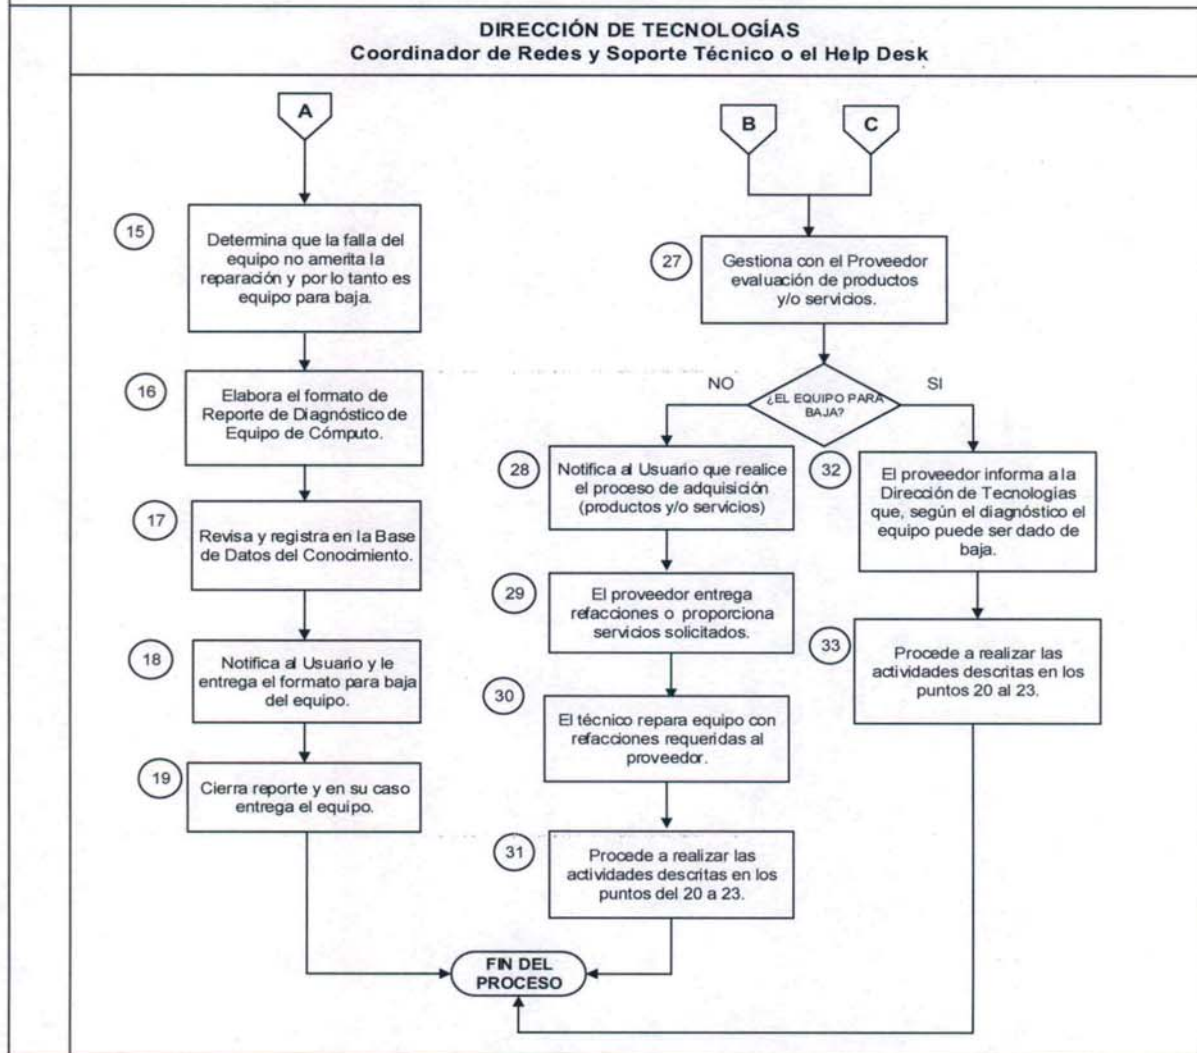 DIRECCIÓN DE TECNOLOGÍAS
Coordinador de Redes y Soporte Técnico o el Help Desk
A
15
Determina que la falla del
equipo no amerita la
reparación y por lo tanto es
equipo para baja.
16
Elabora el formato de
Reporte de Diagnóstico de
Equipo de Cómputo.
17
Revisa y registra en la Base
de Datos del Conocimiento.
18
Notifica al Usuario y le
entrega el formato para baja
del equipo.
19
Cierra reporte y en su caso
entrega el equipo.
B
C
27
Gestiona con el Proveedor
evaluación de productos
y/o servicios.
¿EL EQUIPO PARA
BAJA?
NO
SI
28
Notifica al Usuario que realice
el proceso de adquisición
(productos y/o servicios)
29
El proveedor entrega
refacciones o proporciona
servicios solicitados.
30
El técnico repara equipo con
refacciones requeridas al
proveedor.
31
Procede a realizar las
actividades descritas en los
puntos del 20 a 23.
32
El proveedor informa a la
Dirección de Tecnologías
que, según el diagnóstico el
equipo puede ser dado de
baja.
33
Procede a realizar las
actividades descritas en los
puntos 20 al 23.
FIN DEL
PROCESO